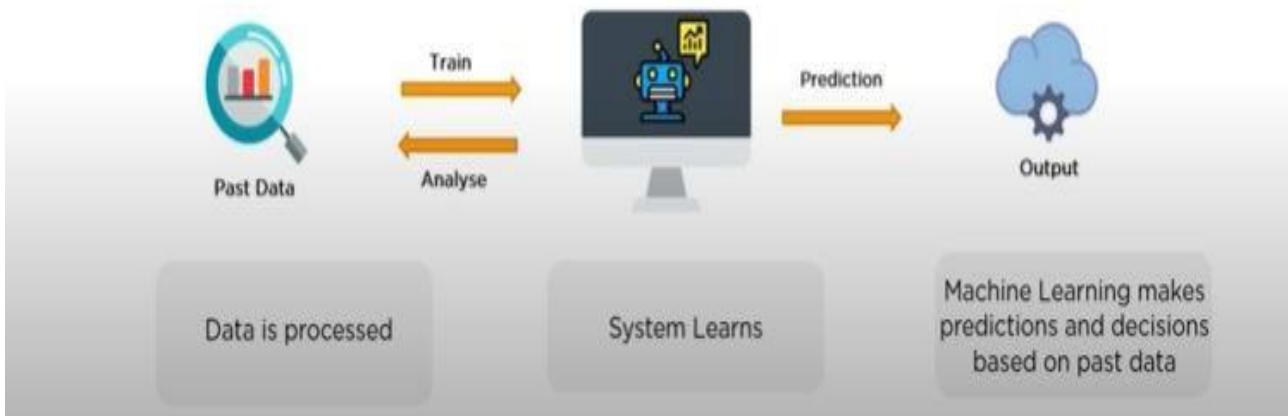 Train
Prediction
Past Data
Analyse
Output
Data is processed
System Learns
Machine Learning makes
predictions and decisions
based on past data